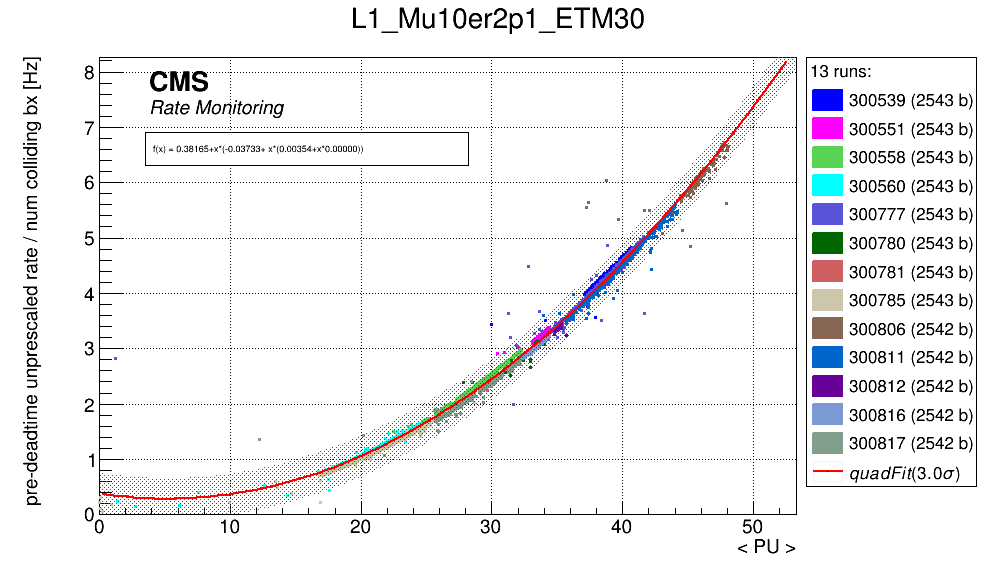 L1_Mu10er2p1_ETM30
pre-deadtime unprescaled rate / num colliding bx [Hz]
CMS
Rate Monitoring
f(x) = 0.38165+x*(-0.03733+ x*(0.00354+x*0.00000))
8
7
6
5
4
3
2
1
0
0 10 20 30 40 50
< PU >
13 runs:
300539 (2543 b)
300551 (2543 b)
300558 (2543 b)
300560 (2543 b)
300777 (2543 b)
300780 (2543 b)
300781 (2543 b)
300785 (2543 b)
300806 (2542 b)
300811 (2542 b)
300812 (2542 b)
300816 (2542 b)
300817 (2542 b)
quadFit(3.0σ)